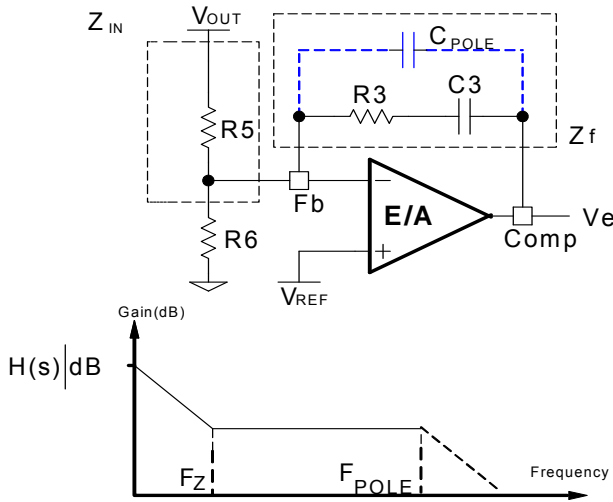 Z IN
VOUT
CPOLE
R3
C3
Zf
R5
Fb
E/A
Ve
R6
Comp
VREF
Gain(dB)
H(s)|dB
FZ
FPOLE
Frequency